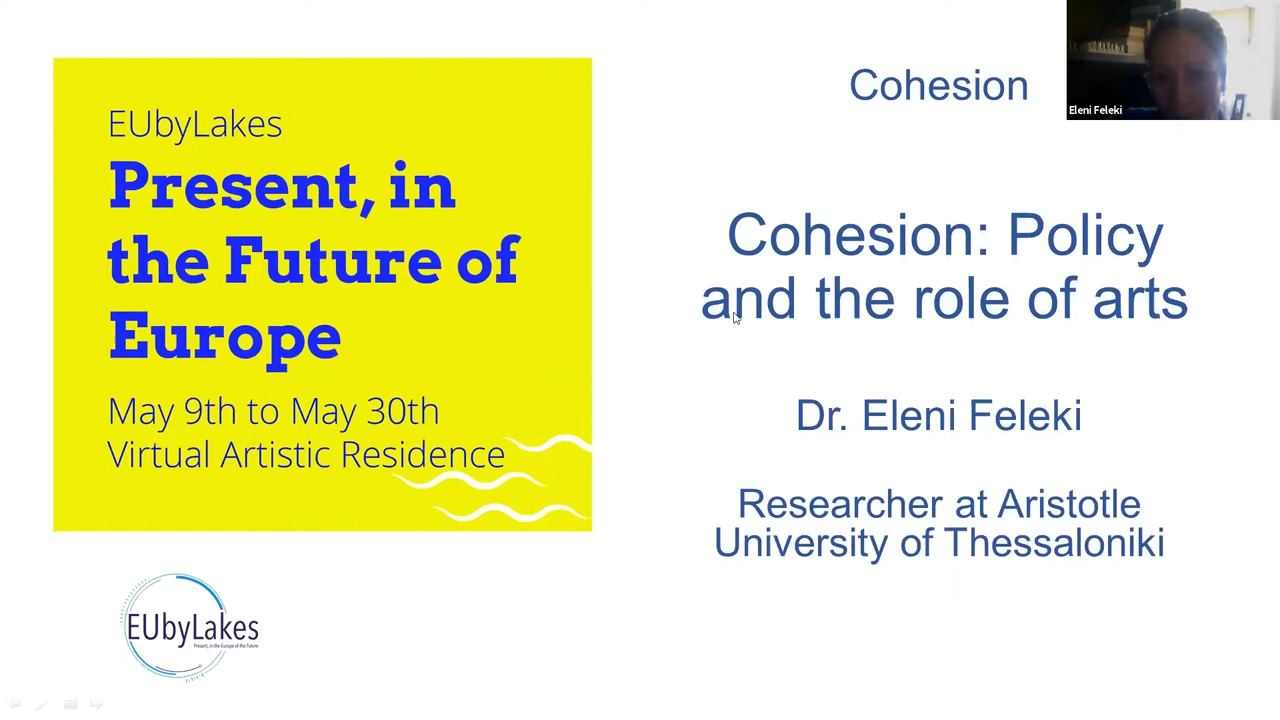 EUbyLakes
Present, in
the Future of
Europe
May 9th to May 30th
Virtual Artistic Residence
EUbyLakes
Present, in the Europe of the Future
Cohesion
Cohesion: Policy
and the role of arts
Dr. Eleni Feleki
Researcher at Aristotle
University of Thessaloniki
Eleni Feleki